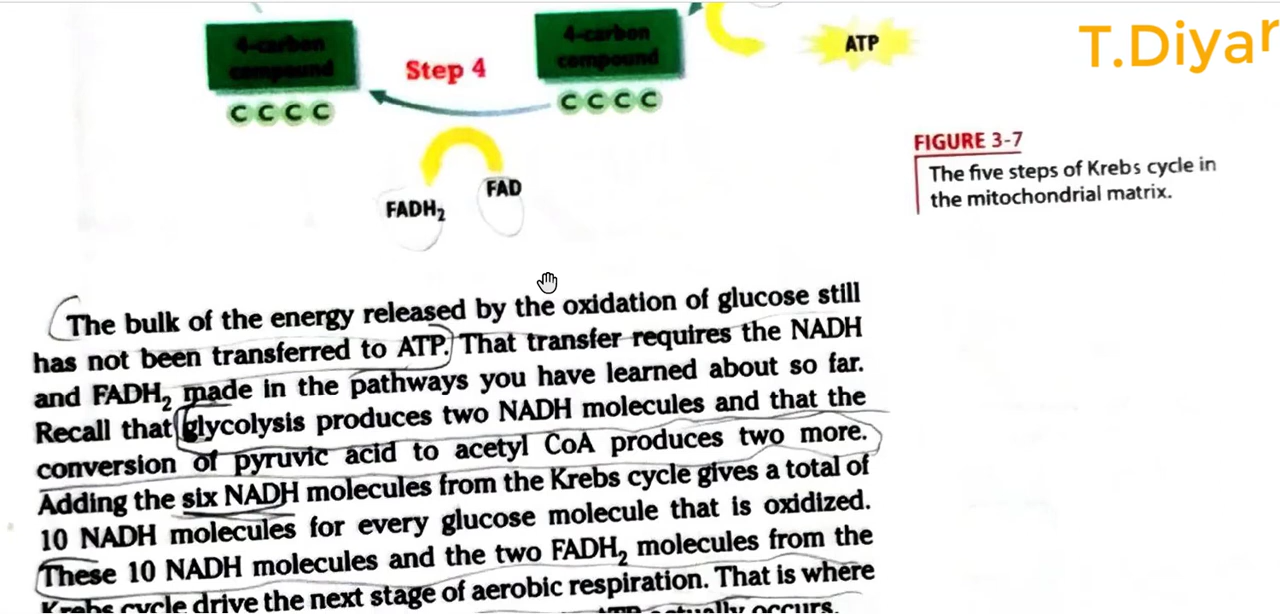 4-carbon
compound
C C C C
Step 4
4-carbon
compound
C C C C
ATP
T.Diyar
FADH₂
FAD
FIGURE 3-7
The five steps of Krebs cycle in
the mitochondrial matrix.
The bulk of the energy released by the oxidation of glucose still
has not been transferred to ATP. That transfer requires the NADH
and FADH₂ made in the pathways you have learned about so far.
Recall that glycolysis produces two NADH molecules and that the
conversion of pyruvic acid to acetyl CoA produces two more.
Adding the six NADH molecules from the Krebs cycle gives a total of
10 NADH molecules for every glucose molecule that is oxidized.
These 10 NADH molecules and the two FADH₂ molecules from the
Krebs cycle drive the next stage of aerobic respiration. That is where
actually occurs.